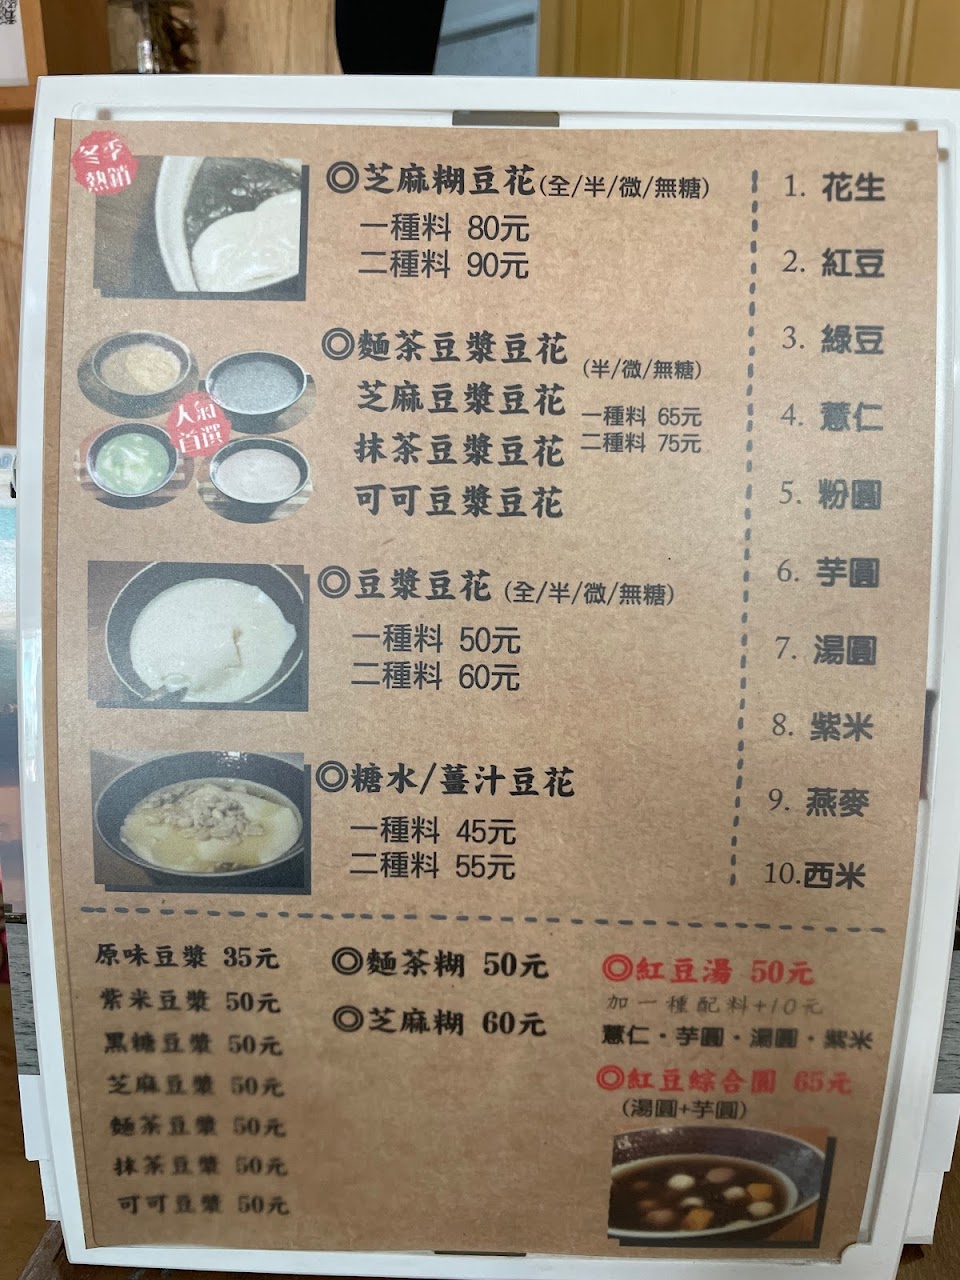 冬季
熱銷
◎芝麻糊豆花(全/半/微/無糖)
一種料 80元
二種料 90元
人氣
首選
◎麵茶豆漿豆花
芝麻豆漿豆花
抹茶豆漿豆花
可可豆漿豆花
(半/微/無糖)
一種料 65元
二種料 75元
◎豆漿豆花 (全/半/微/無糖)
一種料 50元
二種料 60元
◎糖水/薑汁豆花
一種料 45元
二種料 55元
1. 花生
2. 紅豆
3. 綠豆
4. 薏仁
5. 粉圓
6. 芋圓
7. 湯圓
8. 紫米
9. 燕麥
10.西米
原味豆漿 35元
紫米豆漿 50元
黑糖豆漿 50元
芝麻豆漿 50元
麵茶豆漿 50元
抹茶豆漿 50元
可可豆漿 50元
◎麵茶糊 50元
◎芝麻糊 60元
◎紅豆湯 50元
加一種配料+10元
薏仁·芋圓·湯圓·紫米
◎紅豆綜合圓 65元
(湯圓+芋圓)